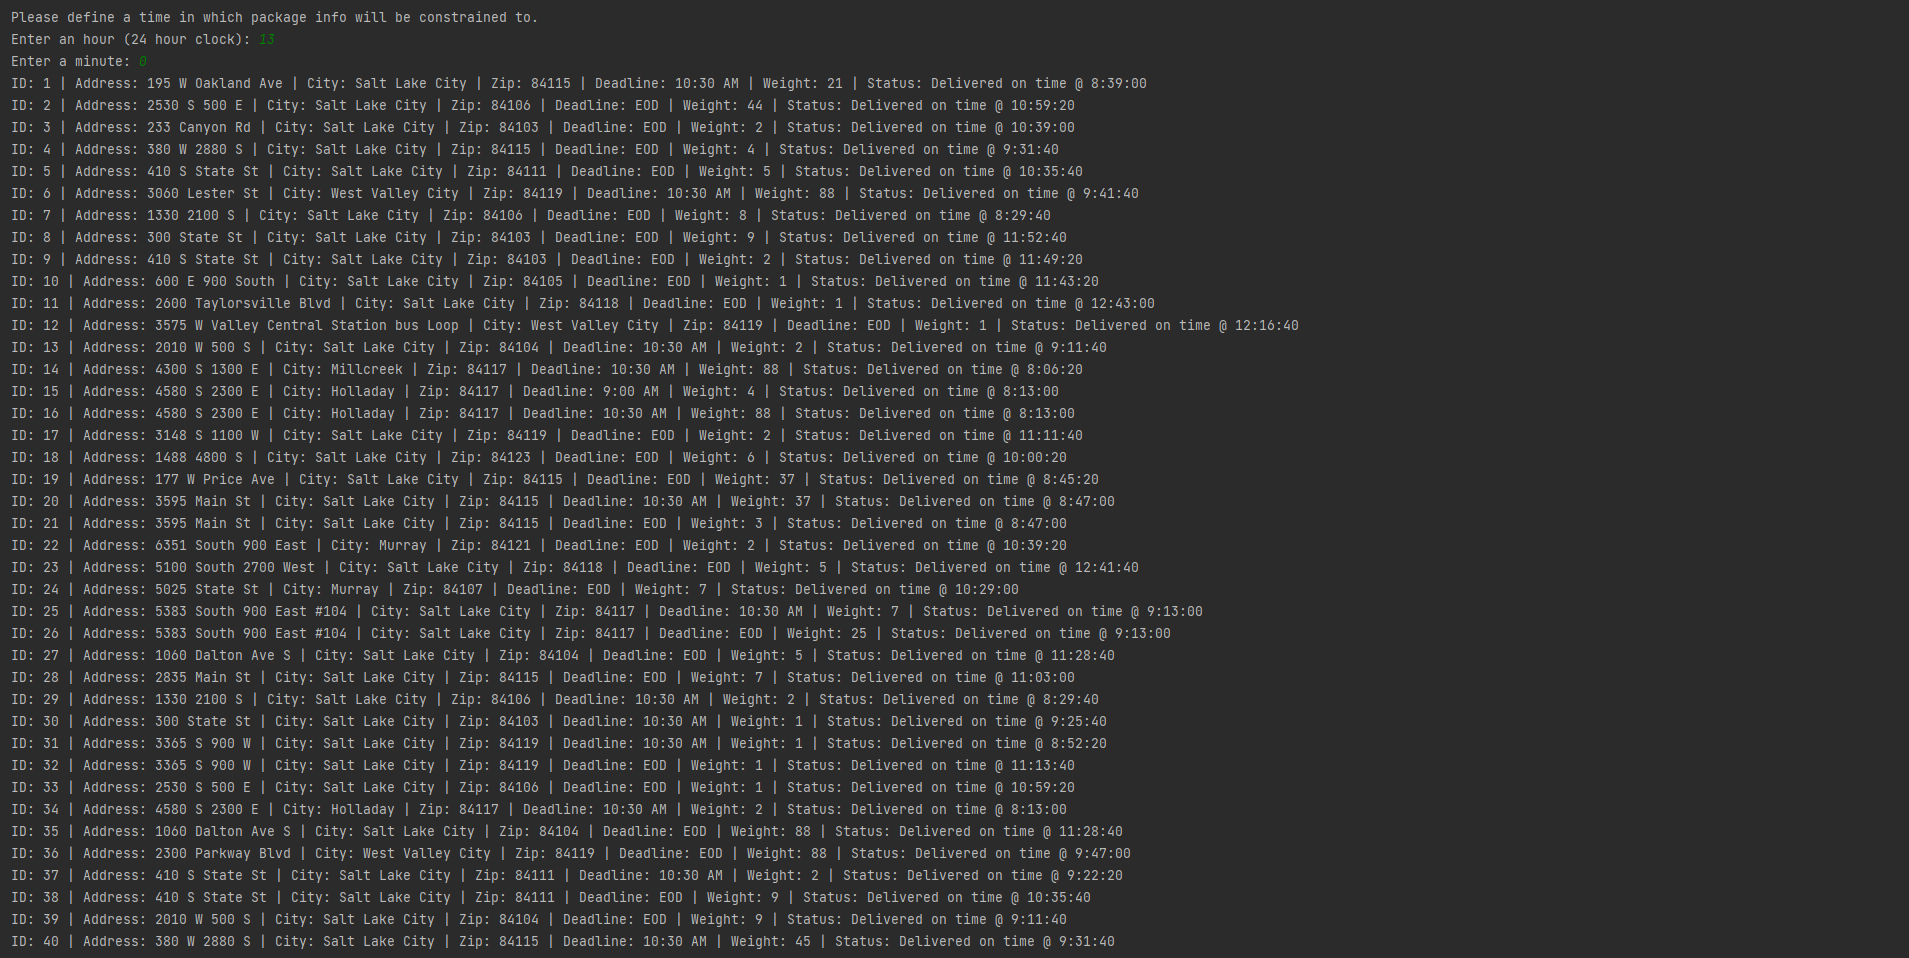 Please define a time in which package info will be constrained to.
Enter an hour (24 hour clock): 13
Enter a minute: 0
ID: 1 | Address: 195 W Oakland Ave | City: Salt Lake City | Zip: 84115 | Deadline: 10:30 AM | Weight: 21 | Status: Delivered on time @ 8:39:00
ID: 2 | Address: 2530 S 500 E | City: Salt Lake City | Zip: 84106 | Deadline: EOD | Weight: 44 | Status: Delivered on time @ 10:59:20
ID: 3 | Address: 233 Canyon Rd | City: Salt Lake City | Zip: 84103 | Deadline: EOD | Weight: 2 | Status: Delivered on time @ 10:39:00
ID: 4 | Address: 380 W 2880 S | City: Salt Lake City | Zip: 84115 | Deadline: EOD | Weight: 4 | Status: Delivered on time @ 9:31:40
ID: 5 | Address: 410 S State St | City: Salt Lake City | Zip: 84111 | Deadline: EOD | Weight: 5 | Status: Delivered on time @ 10:35:40
ID: 6 | Address: 3060 Lester St | City: West Valley City | Zip: 84119 | Deadline: 10:30 AM | Weight: 88 | Status: Delivered on time @ 9:41:40
ID: 7 | Address: 1330 2100 S | City: Salt Lake City | Zip: 84106 | Deadline: EOD | Weight: 8 | Status: Delivered on time @ 8:29:40
ID: 8 | Address: 300 State St | City: Salt Lake City | Zip: 84103 | Deadline: EOD | Weight: 9 | Status: Delivered on time @ 11:52:40
ID: 9 | Address: 410 S State St | City: Salt Lake City | Zip: 84103 | Deadline: EOD | Weight: 2 | Status: Delivered on time @ 11:49:20
ID: 10 | Address: 600 E 900 South | City: Salt Lake City | Zip: 84105 | Deadline: EOD | Weight: 1 | Status: Delivered on time @ 11:43:20
ID: 11 | Address: 2600 Taylorsville Blvd | City: Salt Lake City | Zip: 84118 | Deadline: EOD | Weight: 1 | Status: Delivered on time @ 12:43:00
ID: 12 | Address: 3575 W Valley Central Station bus Loop | City: West Valley City | Zip: 84119 | Deadline: EOD | Weight: 1 | Status: Delivered on time @ 12:16:40
ID: 13 | Address: 2010 W 500 S | City: Salt Lake City | Zip: 84104 | Deadline: 10:30 AM | Weight: 2 | Status: Delivered on time @ 9:11:40
ID: 14 | Address: 4300 S 1300 E | City: Millcreek | Zip: 84117 | Deadline: 10:30 AM | Weight: 88 | Status: Delivered on time @ 8:06:20
ID: 15 | Address: 4580 S 2300 E | City: Holladay | Zip: 84117 | Deadline: 9:00 AM | Weight: 4 | Status: Delivered on time @ 8:13:00
ID: 16 | Address: 4580 S 2300 E | City: Holladay | Zip: 84117 | Deadline: 10:30 AM | Weight: 88 | Status: Delivered on time @ 8:13:00
ID: 17 | Address: 3148 S 1100 W | City: Salt Lake City | Zip: 84119 | Deadline: EOD | Weight: 2 | Status: Delivered on time @ 11:11:40
ID: 18 | Address: 1488 4800 S | City: Salt Lake City | Zip: 84123 | Deadline: EOD | Weight: 6 | Status: Delivered on time @ 10:00:20
ID: 19 | Address: 177 W Price Ave | City: Salt Lake City | Zip: 84115 | Deadline: EOD | Weight: 37 | Status: Delivered on time @ 8:45:20
ID: 20 | Address: 3595 Main St | City: Salt Lake City | Zip: 84115 | Deadline: 10:30 AM | Weight: 37 | Status: Delivered on time @ 8:47:00
ID: 21 | Address: 3595 Main St | City: Salt Lake City | Zip: 84115 | Deadline: EOD | Weight: 3 | Status: Delivered on time @ 8:47:00
ID: 22 | Address: 6351 South 900 East | City: Murray | Zip: 84121 | Deadline: EOD | Weight: 2 | Status: Delivered on time @ 10:39:20
ID: 23 | Address: 5100 South 2700 West | City: Salt Lake City | Zip: 84118 | Deadline: EOD | Weight: 5 | Status: Delivered on time @ 12:41:40
ID: 24 | Address: 5025 State St | City: Murray | Zip: 84107 | Deadline: EOD | Weight: 7 | Status: Delivered on time @ 10:29:00
ID: 25 | Address: 5383 South 900 East #104 | City: Salt Lake City | Zip: 84117 | Deadline: 10:30 AM | Weight: 7 | Status: Delivered on time @ 9:13:00
ID: 26 | Address: 5383 South 900 East #104 | City: Salt Lake City | Zip: 84117 | Deadline: EOD | Weight: 25 | Status: Delivered on time @ 9:13:00
ID: 27 | Address: 1060 Dalton Ave S | City: Salt Lake City | Zip: 84104 | Deadline: EOD | Weight: 5 | Status: Delivered on time @ 11:28:40
ID: 28 | Address: 2835 Main St | City: Salt Lake City | Zip: 84115 | Deadline: EOD | Weight: 7 | Status: Delivered on time @ 11:03:00
ID: 29 | Address: 1330 2100 S | City: Salt Lake City | Zip: 84106 | Deadline: 10:30 AM | Weight: 2 | Status: Delivered on time @ 8:29:40
ID: 30 | Address: 300 State St | City: Salt Lake City | Zip: 84103 | Deadline: 10:30 AM | Weight: 1 | Status: Delivered on time @ 9:25:40
ID: 31 | Address: 3365 S 900 W | City: Salt Lake City | Zip: 84119 | Deadline: 10:30 AM | Weight: 1 | Status: Delivered on time @ 8:52:20
ID: 32 | Address: 3365 S 900 W | City: Salt Lake City | Zip: 84119 | Deadline: EOD | Weight: 1 | Status: Delivered on time @ 11:13:40
ID: 33 | Address: 2530 S 500 E | City: Salt Lake City | Zip: 84106 | Deadline: EOD | Weight: 1 | Status: Delivered on time @ 10:59:20
ID: 34 | Address: 4580 S 2300 E | City: Holladay | Zip: 84117 | Deadline: 10:30 AM | Weight: 2 | Status: Delivered on time @ 8:13:00
ID: 35 | Address: 1060 Dalton Ave S | City: Salt Lake City | Zip: 84104 | Deadline: EOD | Weight: 88 | Status: Delivered on time @ 11:28:40
ID: 36 | Address: 2300 Parkway Blvd | City: West Valley City | Zip: 84119 | Deadline: EOD | Weight: 88 | Status: Delivered on time @ 9:47:00
ID: 37 | Address: 410 S State St | City: Salt Lake City | Zip: 84111 | Deadline: 10:30 AM | Weight: 2 | Status: Delivered on time @ 9:22:20
ID: 38 | Address: 410 S State St | City: Salt Lake City | Zip: 84111 | Deadline: EOD | Weight: 9 | Status: Delivered on time @ 10:35:40
ID: 39 | Address: 2010 W 500 S | City: Salt Lake City | Zip: 84104 | Deadline: EOD | Weight: 9 | Status: Delivered on time @ 9:11:40
ID: 40 | Address: 380 W 2880 S | City: Salt Lake City | Zip: 84115 | Deadline: 10:30 AM | Weight: 45 | Status: Delivered on time @ 9:31:40